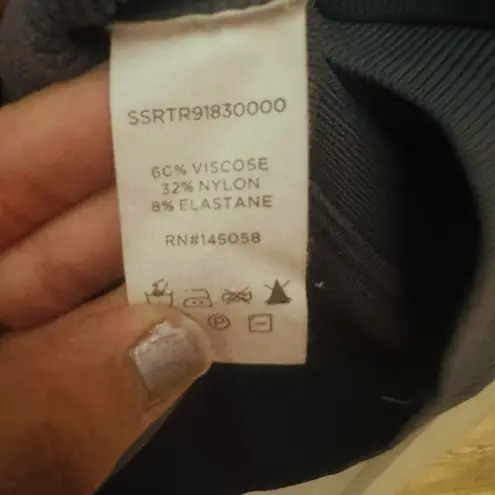 SSRTR91830000
60% VISCOSE
32% NYLON
8% ELASTANE
RN#145058
P